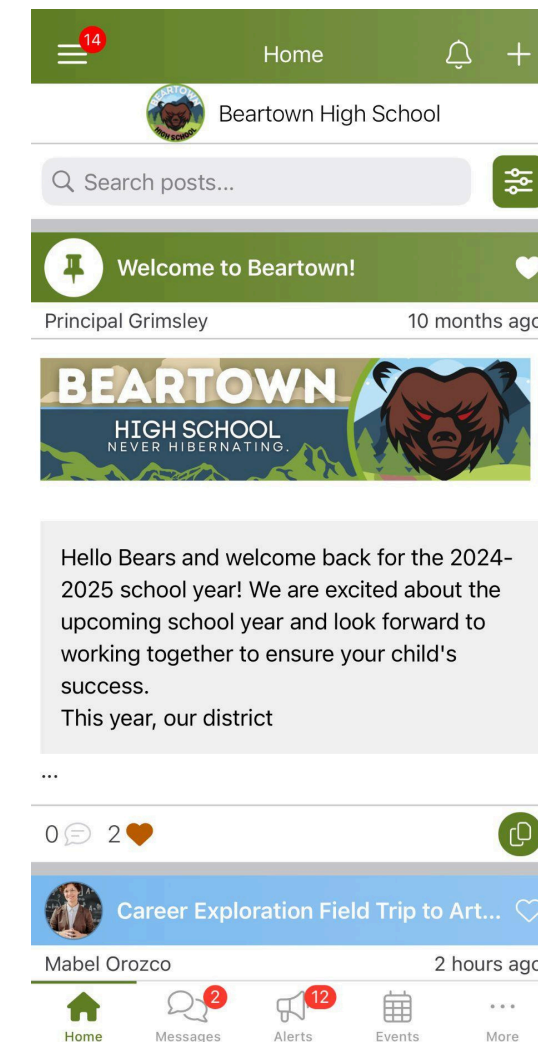 14
Home
BEARTOWN
HIGH SCHOOL
Beartown High School
Search posts...
Welcome to Beartown!
Principal Grimsley 10 months ago
BEARTOWN
HIGH SCHOOL
NEVER HIBERNATING.
Hello Bears and welcome back for the 2024-
2025 school year! We are excited about the
upcoming school year and look forward to
working together to ensure your child's
success.
This year, our district
...
0 2
Career Exploration Field Trip to Art...
Mabel Orozco 2 hours ago
2 12
Home Messages Alerts Events More